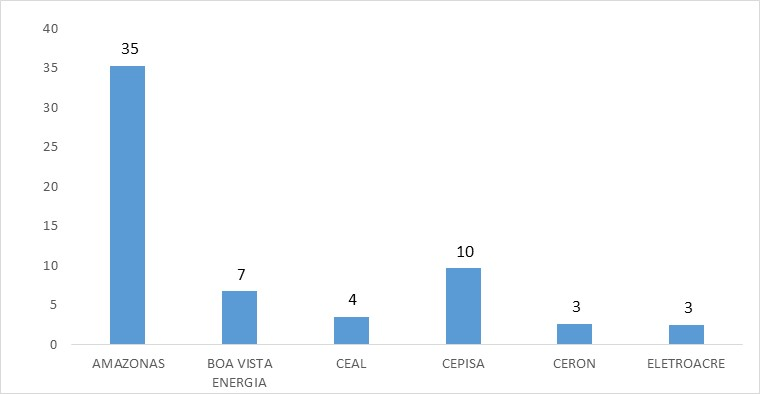 40
35
30
25
20
15
10
5
0
35
7
4
10
3
3
AMAZONAS
BOA VISTA
ENERGIA
CEAL
CEPISA
CERON
ELETROACRE